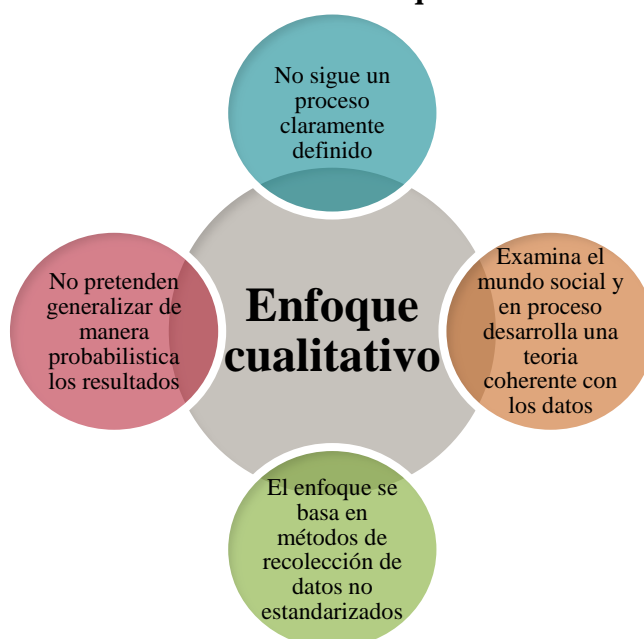 No sigue un
proceso
claramente
definido
No pretenden
generalizar de
manera
probabilistica
los resultados
Enfoque
cualitativo
Examina el
mundo social y
en proceso
desarrolla una
teoria
coherente con
los datos
El enfoque se
basa en
métodos de
recolección de
datos no
estandarizados